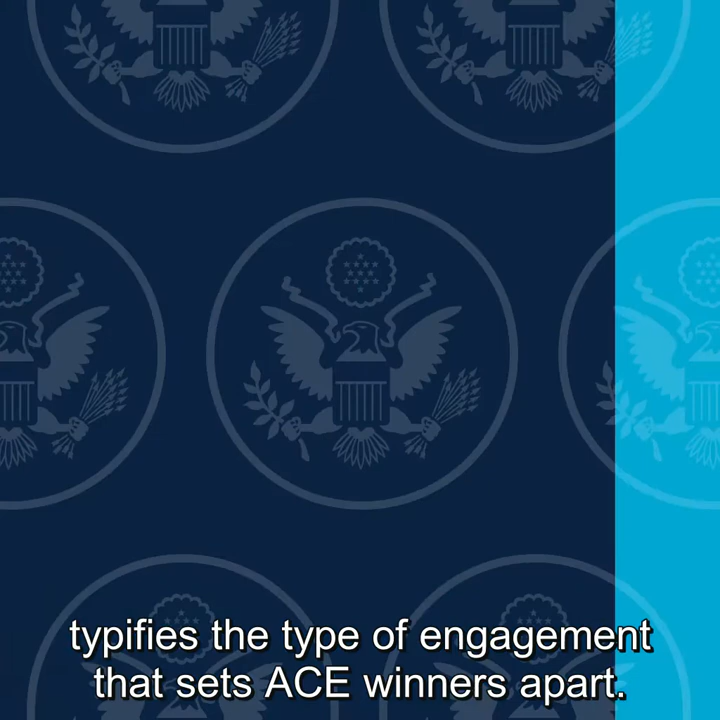 typifies the type of engagement
that sets ACE winners apart.